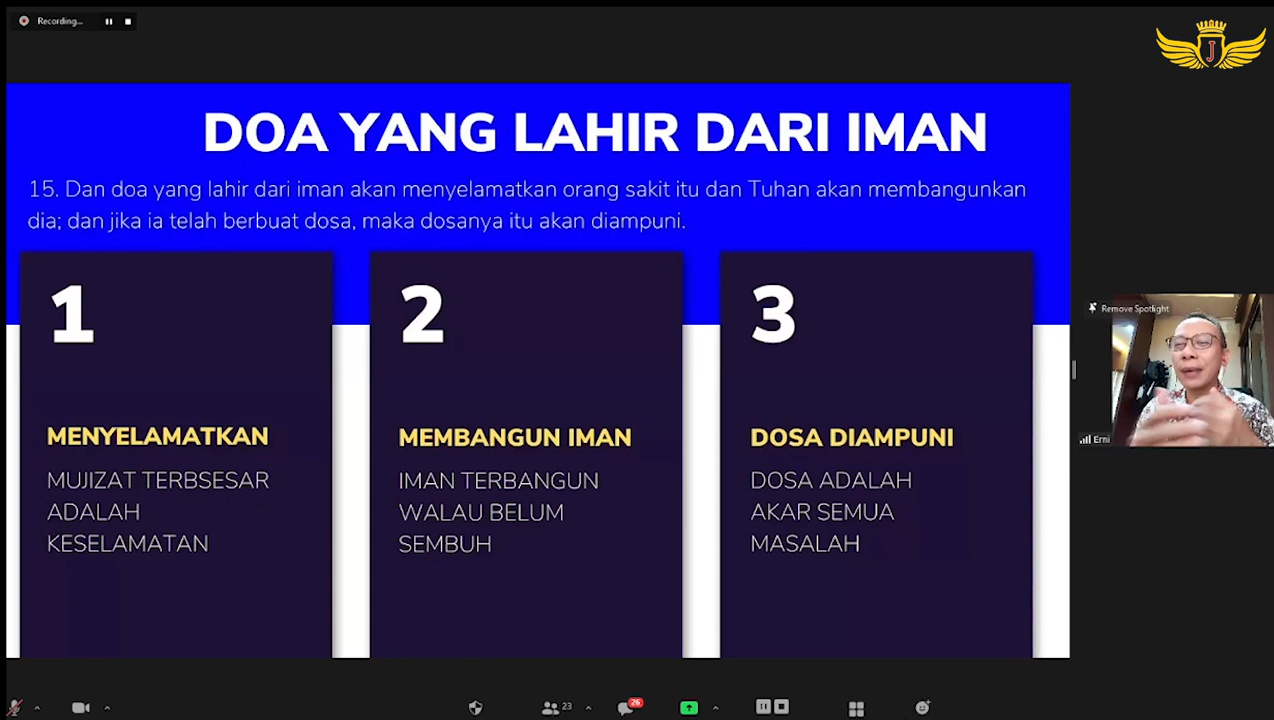 Recording...
J
DOA YANG LAHIR DARI IMAN
15. Dan doa yang lahir dari iman akan menyelamatkan orang sakit itu dan Tuhan akan membangunkan
dia; dan jika ia telah berbuat dosa, maka dosanya itu akan diampuni.
1
MENYELAMATKAN
MUJIZAT TERBSESAR
ADALAH
KESELAMATAN
2
MEMBANGUN IMAN
IMAN TERBANGUN
WALAU BELUM
SEMBUH
3
DOSA DIAMPUNI
DOSA ADALAH
AKAR SEMUA
MASALAH
Remove Spotlight
Erni
23
26